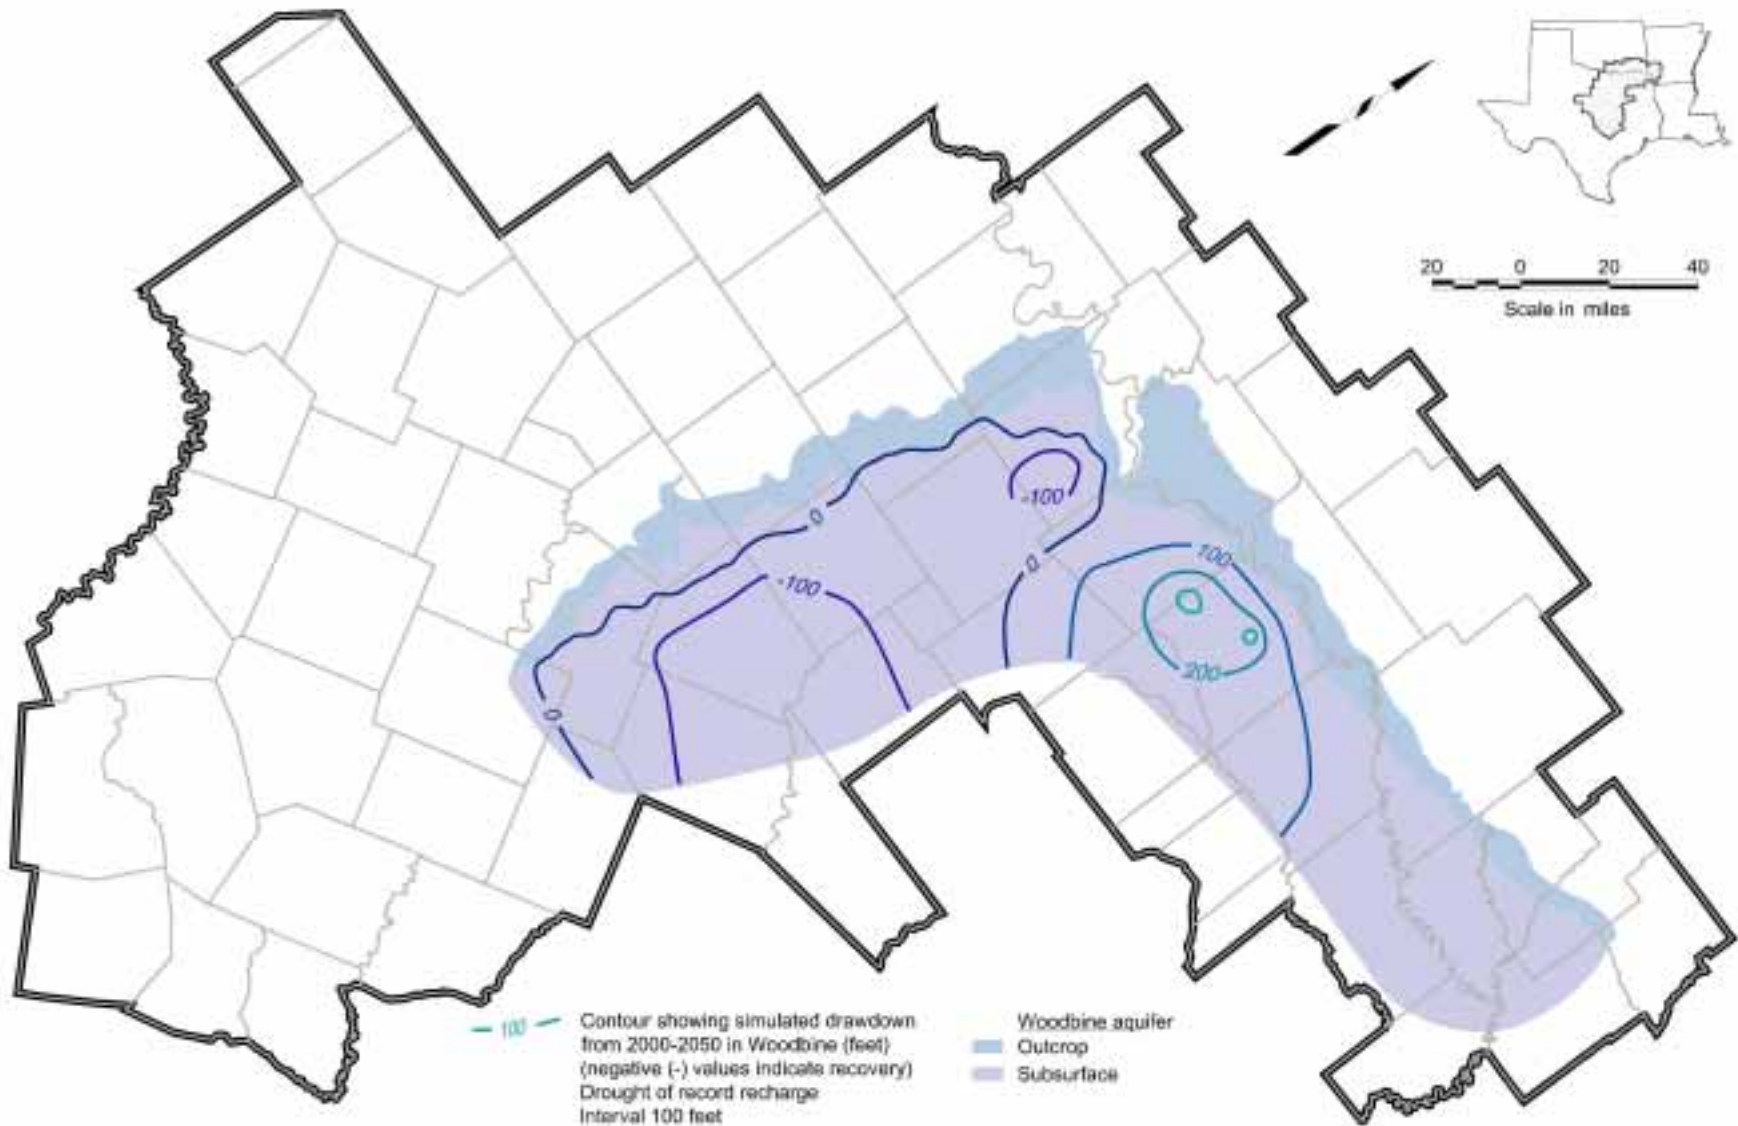 20 0 20 40
Scale in miles
0
-100
0
100
-100
200
0
100
Contour showing simulated drawdown
from 2000-2050 in Woodbine (feet)
(negative (-) values indicate recovery)
Drought of record recharge
Interval 100 feet
Woodbine aquifer
Outcrop
Subsurface